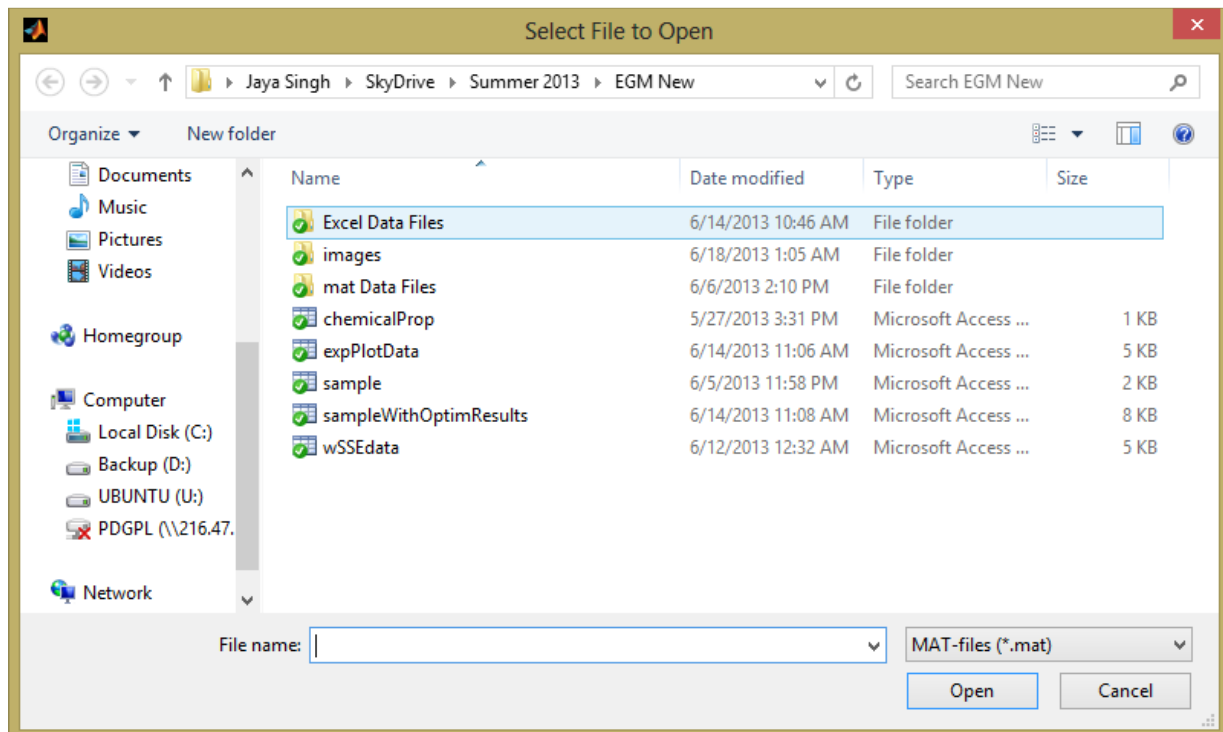 Select File to Open
Jaya Singh SkyDrive Summer 2013 EGM New Search EGM New
Organize New folder
Documents
Music
Pictures
Videos
Homegroup
Computer
Local Disk (C:)
Backup (D:)
UBUNTU (U:)
PDGPL (\\216.47.
Network
Name Date modified Type Size
Excel Data Files 6/14/2013 10:46 AM File folder
images 6/18/2013 1:05 AM File folder
mat Data Files 6/6/2013 2:10 PM File folder
chemicalProp 5/27/2013 3:31 PM Microsoft Access ... 1 KB
expPlotData 6/14/2013 11:06 AM Microsoft Access ... 5 KB
sample 6/5/2013 11:58 PM Microsoft Access ... 2 KB
sampleWithOptimResults 6/14/2013 11:08 AM Microsoft Access ... 8 KB
wSSEdata 6/12/2013 12:32 AM Microsoft Access ... 5 KB
File name: MAT-files (*.mat)
Open Cancel